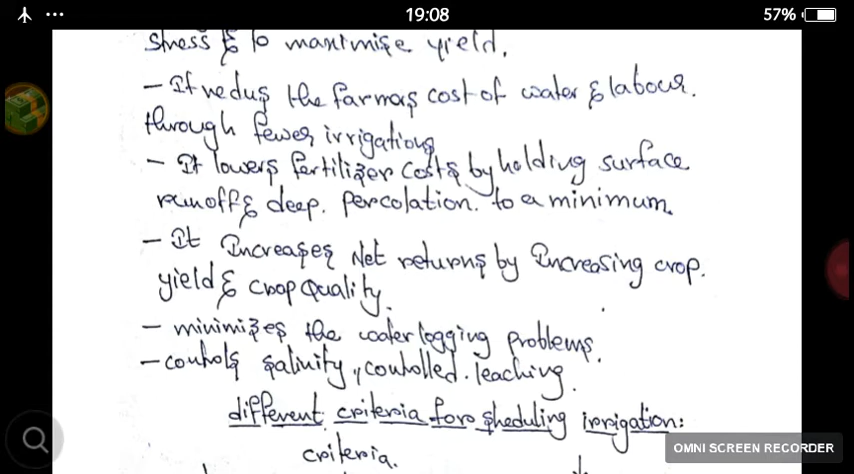 19:08
57%
stress & to maximise yield.
- It redus the farmers cost of water & labour.
through fewer irrigations
- It lowers fertilizer costs by holding surface
runoff & deep. percolation. to a minimum.
- It Increases Net returns by Increasing crop.
yield & crop quality.
- minimizes the water logging problems.
- controls salinity, controlled. leaching.
different criteria for sheduling irrigation:
criteria.
OMNI SCREEN RECORDER